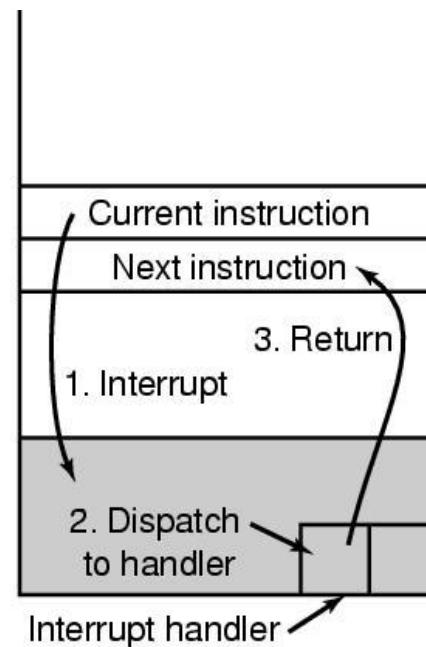 Current instruction
Next instruction
3. Return
1. Interrupt
2. Dispatch
to handler
Interrupt handler